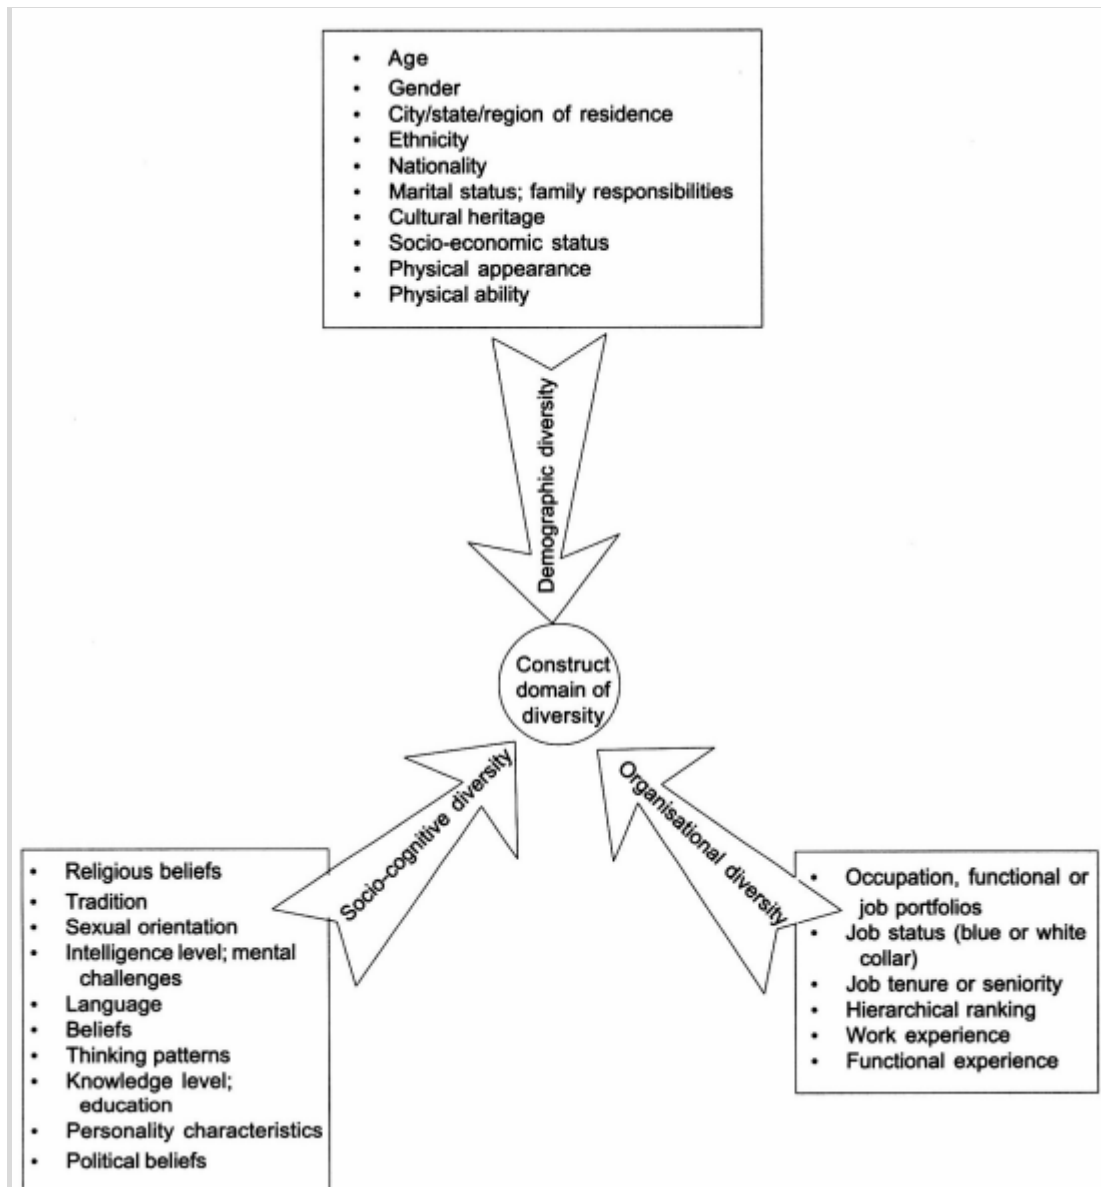 • Age
• Gender
• City/state/region of residence
• Ethnicity
• Nationality
• Marital status; family responsibilities
• Cultural heritage
• Socio-economic status
• Physical appearance
• Physical ability
Demographic diversity
Construct
domain of
diversity
Socio-cognitive diversity
Organisational diversity
• Religious beliefs
• Tradition
• Sexual orientation
• Intelligence level; mental
challenges
• Language
• Beliefs
• Thinking patterns
• Knowledge level;
education
• Personality characteristics
• Political beliefs
• Occupation, functional or
job portfolios
• Job status (blue or white
collar)
• Job tenure or seniority
• Hierarchical ranking
• Work experience
• Functional experience